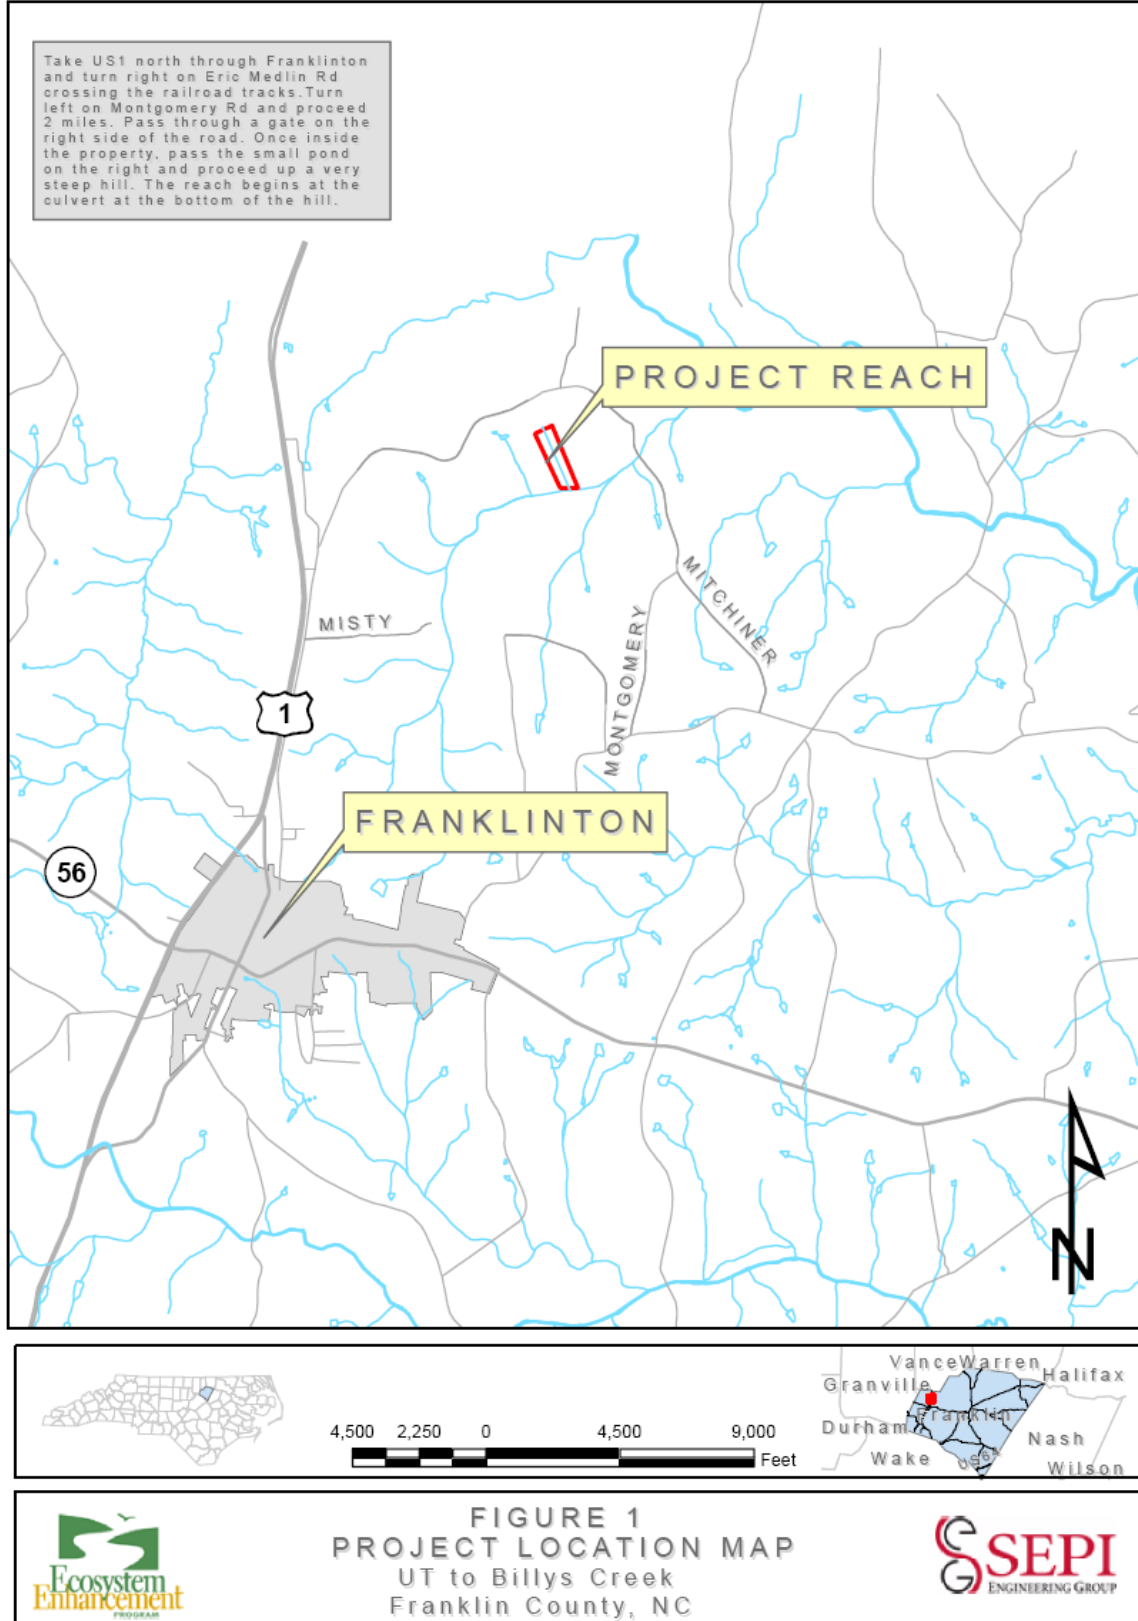 Take US1 north through Franklinton
and turn right on Eric Medlin Rd
crossing the railroad tracks.Turn
left on Montgomery Rd and proceed
2 miles. Pass through a gate on the
right side of the road. Once inside
the property, pass the small pond
on the right and proceed up a very
steep hill. The reach begins at the
culvert at the bottom of the hill.
PROJECT REACH
MITCHINER
MISTY
MONTGOMERY
1
FRANKLINTON
56
N
4,500 2,250 0 4,500 9,000
Feet
Vance Warren
Granville
Halifax
Franklin
Durham
Nash
Wake
US64
Wilson
FIGURE 1
PROJECT LOCATION MAP
UT to Billys Creek
Franklin County, NC
Ecosystem
Enhancement
PROGRAM
SEPI
ENGINEERING GROUP